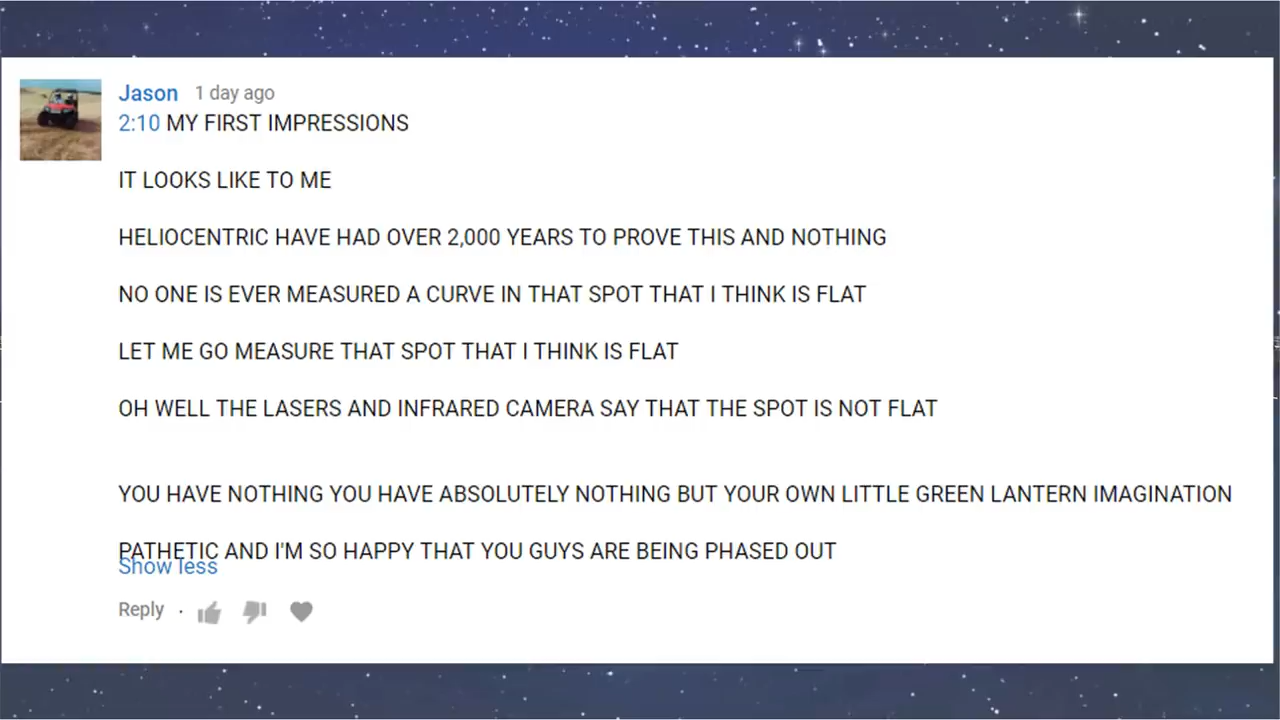 Jason 1 day ago
2:10 MY FIRST IMPRESSIONS
IT LOOKS LIKE TO ME
HELIOCENTRIC HAVE HAD OVER 2,000 YEARS TO PROVE THIS AND NOTHING
NO ONE IS EVER MEASURED A CURVE IN THAT SPOT THAT I THINK IS FLAT
LET ME GO MEASURE THAT SPOT THAT I THINK IS FLAT
OH WELL THE LASERS AND INFRARED CAMERA SAY THAT THE SPOT IS NOT FLAT
YOU HAVE NOTHING YOU HAVE ABSOLUTELY NOTHING BUT YOUR OWN LITTLE GREEN LANTERN IMAGINATION
PATHETIC AND I'M SO HAPPY THAT YOU GUYS ARE BEING PHASED OUT
Show less
Reply ·